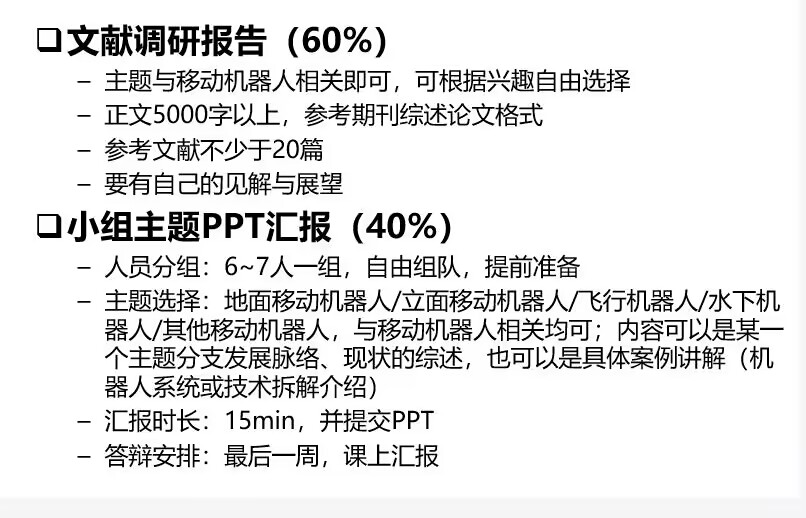 ❑文献调研报告（60%）
– 主题与移动机器人相关即可，可根据兴趣自由选择
– 正文5000字以上，参考期刊综述论文格式
– 参考文献不少于20篇
– 要有自己的见解与展望
❑小组主题PPT汇报（40%）
– 人员分组：6~7人一组，自由组队，提前准备
– 主题选择：地面移动机器人/立面移动机器人/飞行机器人/水下机
器人/其他移动机器人，与移动机器人相关均可；内容可以是某一
个主题分支发展脉络、现状的综述，也可以是具体案例讲解（机
器人系统或技术拆解介绍）
– 汇报时长：15min，并提交PPT
– 答辩安排：最后一周，课上汇报